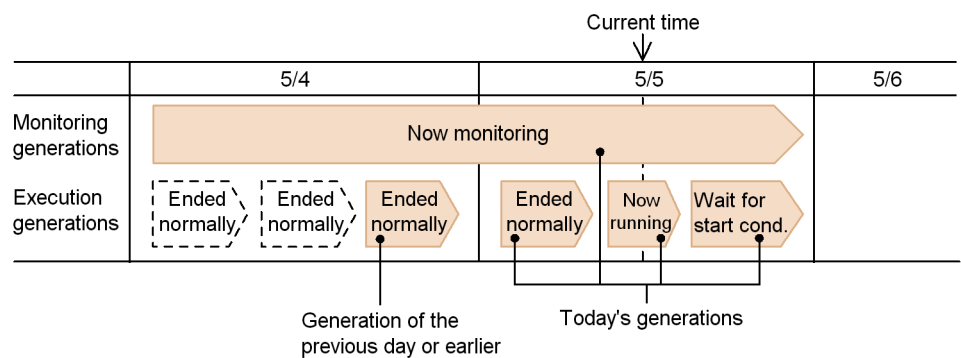 Current time
5/4
5/5
5/6
Monitoring
generations
Now monitoring
Execution
generations
Ended
normally
Ended
normally
Ended
normally
Ended
normally
Now
running
Wait for
start cond.
Generation of the
previous day or earlier
Today's generations